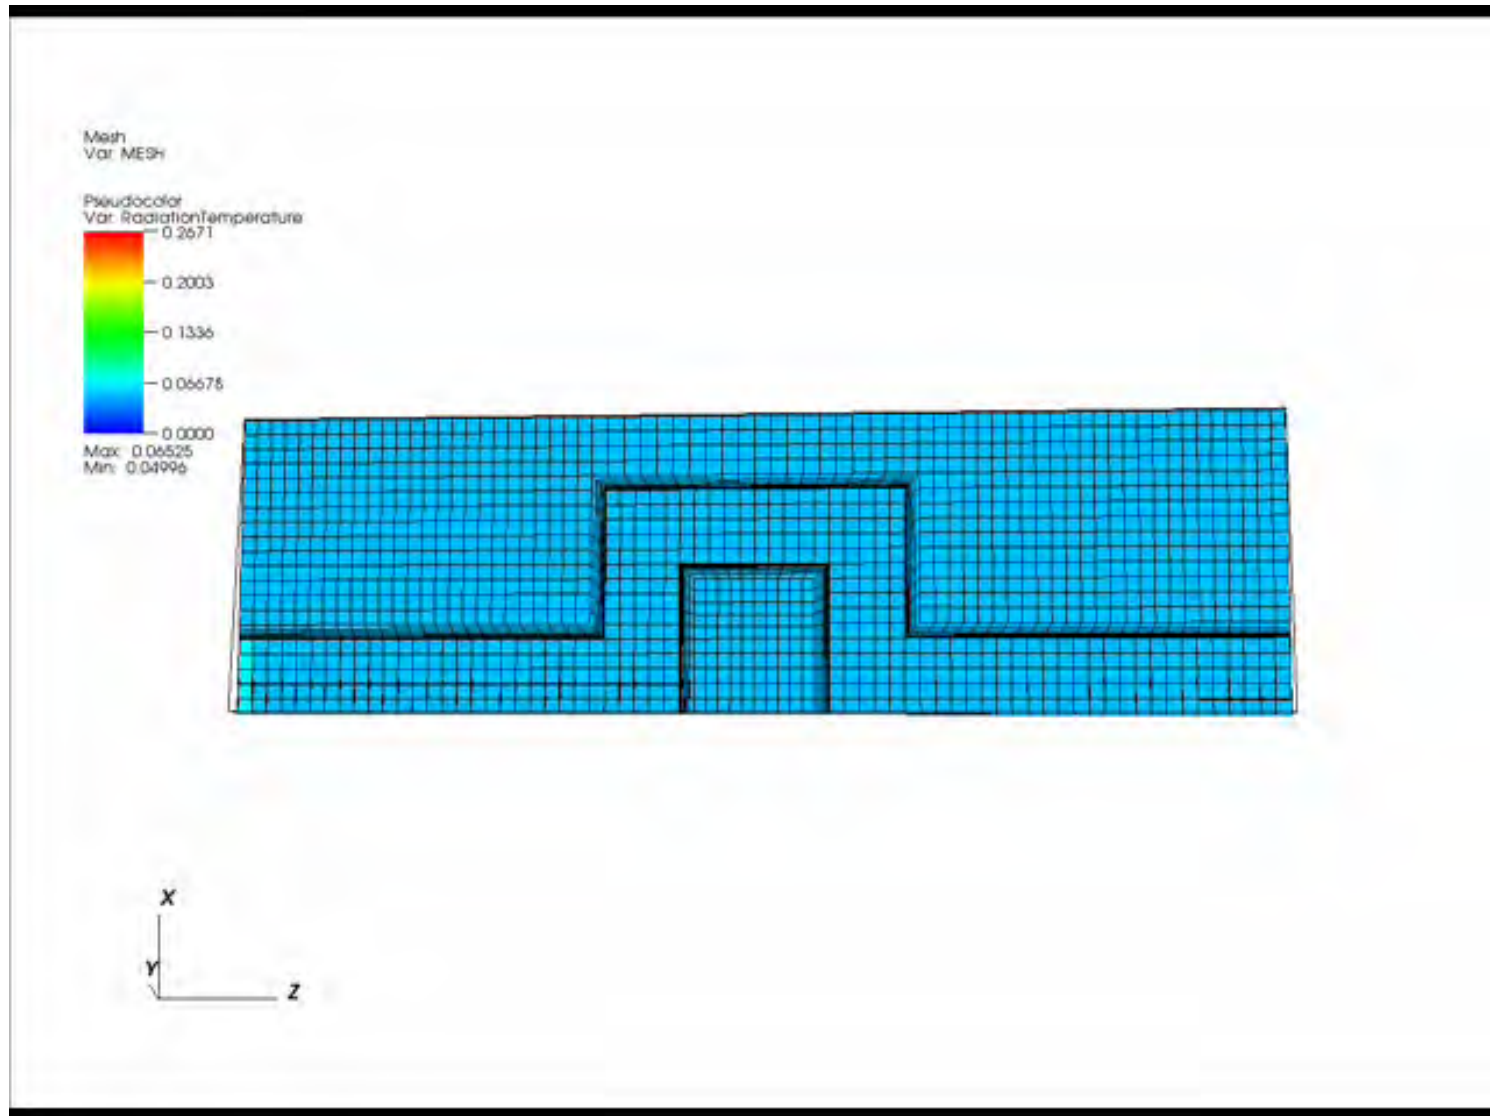 Mesh
Var: MESH
Pseudocolor
Var: RadiationTemperature
0.2671
0.2003
0.1336
0.06678
0.0000
Max: 0.06525
Min: 0.04996
X
Y
Z